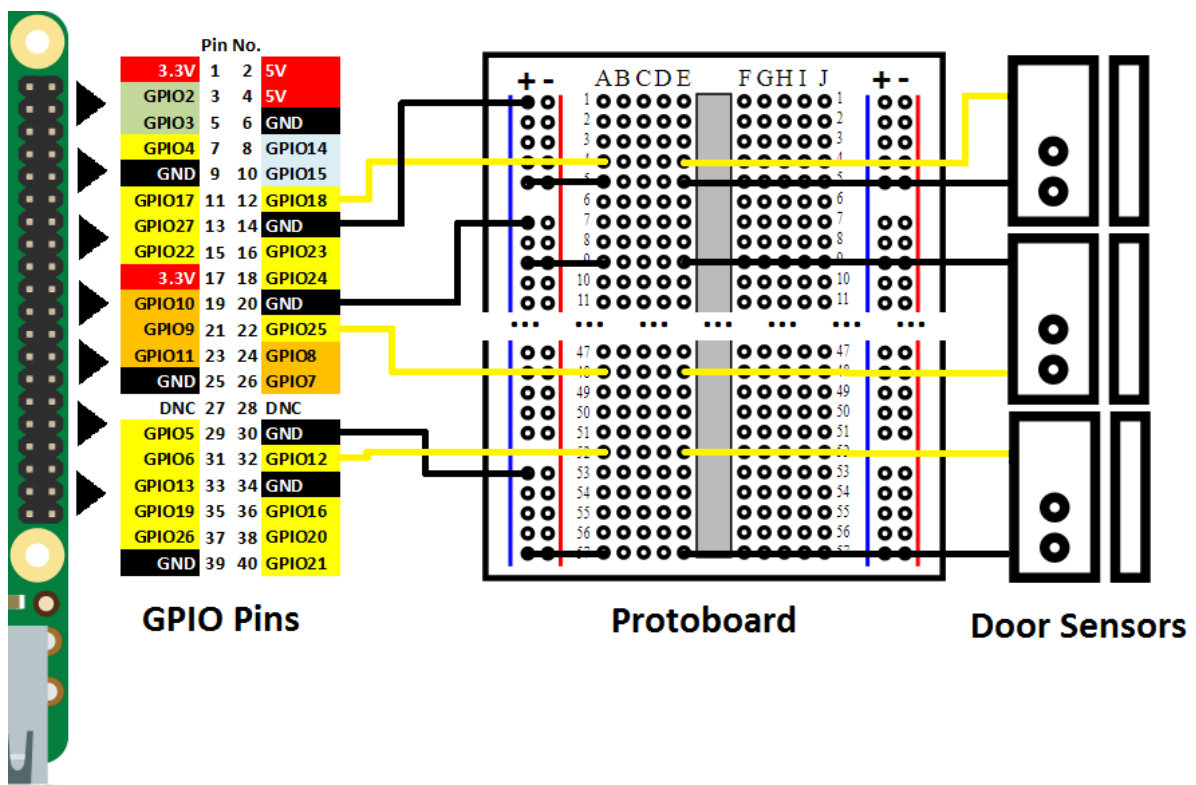 Pin No.
3.3V 1 2 5V
GPIO2 3 4 5V
GPIO3 5 6 GND
GPIO4 7 8 GPIO14
GND 9 10 GPIO15
GPIO17 11 12 GPIO18
GPIO27 13 14 GND
GPIO22 15 16 GPIO23
3.3V 17 18 GPIO24
GPIO10 19 20 GND
GPIO9 21 22 GPIO25
GPIO11 23 24 GPIO8
GND 25 26 GPIO7
DNC 27 28 DNC
GPIO5 29 30 GND
GPIO6 31 32 GPIO12
GPIO13 33 34 GND
GPIO19 35 36 GPIO16
GPIO26 37 38 GPIO20
GND 39 40 GPIO21
GPIO Pins
+ - A B C D E F G H I J + -
1 1
2 2
3 3
4 4
5 5
6 6
7 7
8 8
9 9
10 10
11 11
... ... ... ... ... ... ...
47 47
48 48
49 49
50 50
51 51
52 52
53 53
54 54
55 55
56 56
57 57
Protoboard
Door Sensors